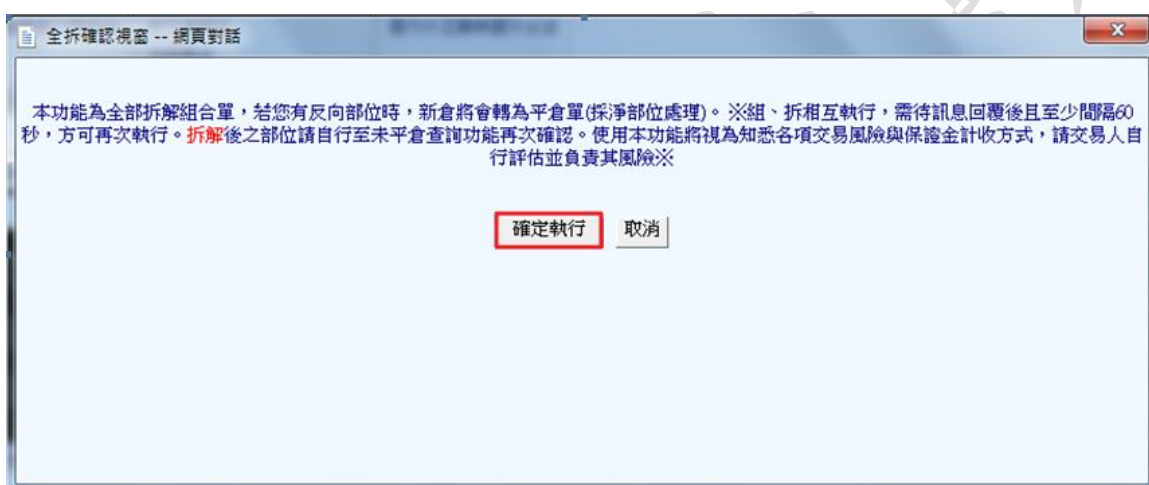 全拆確認視窗 -- 網頁對話
本功能為全部拆解組合單，若您有反向部位時，新倉將會轉為平倉單(採淨部位處理)。※組、拆相互執行，需待訊息回覆後且至少間隔60
秒，方可再次執行。拆解後之部位請自行至未平倉查詢功能再次確認。使用本功能將視為知悉各項交易風險與保證金計收方式，請交易人自
行評估並負責其風險※
確定執行 取消